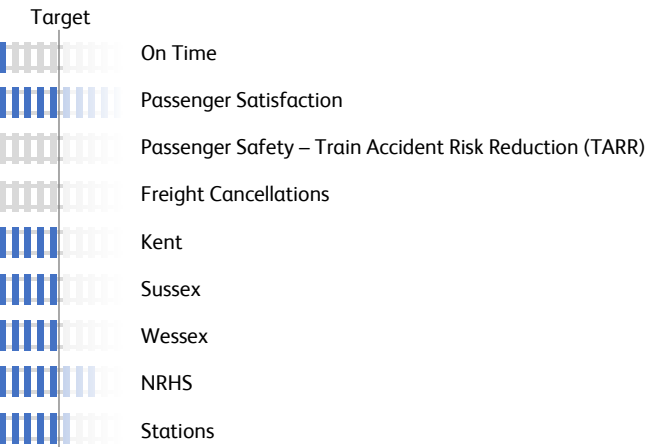 Target
On Time
Passenger Satisfaction
Passenger Safety – Train Accident Risk Reduction (TARR)
Freight Cancellations
Kent
Sussex
Wessex
NRHS
Stations